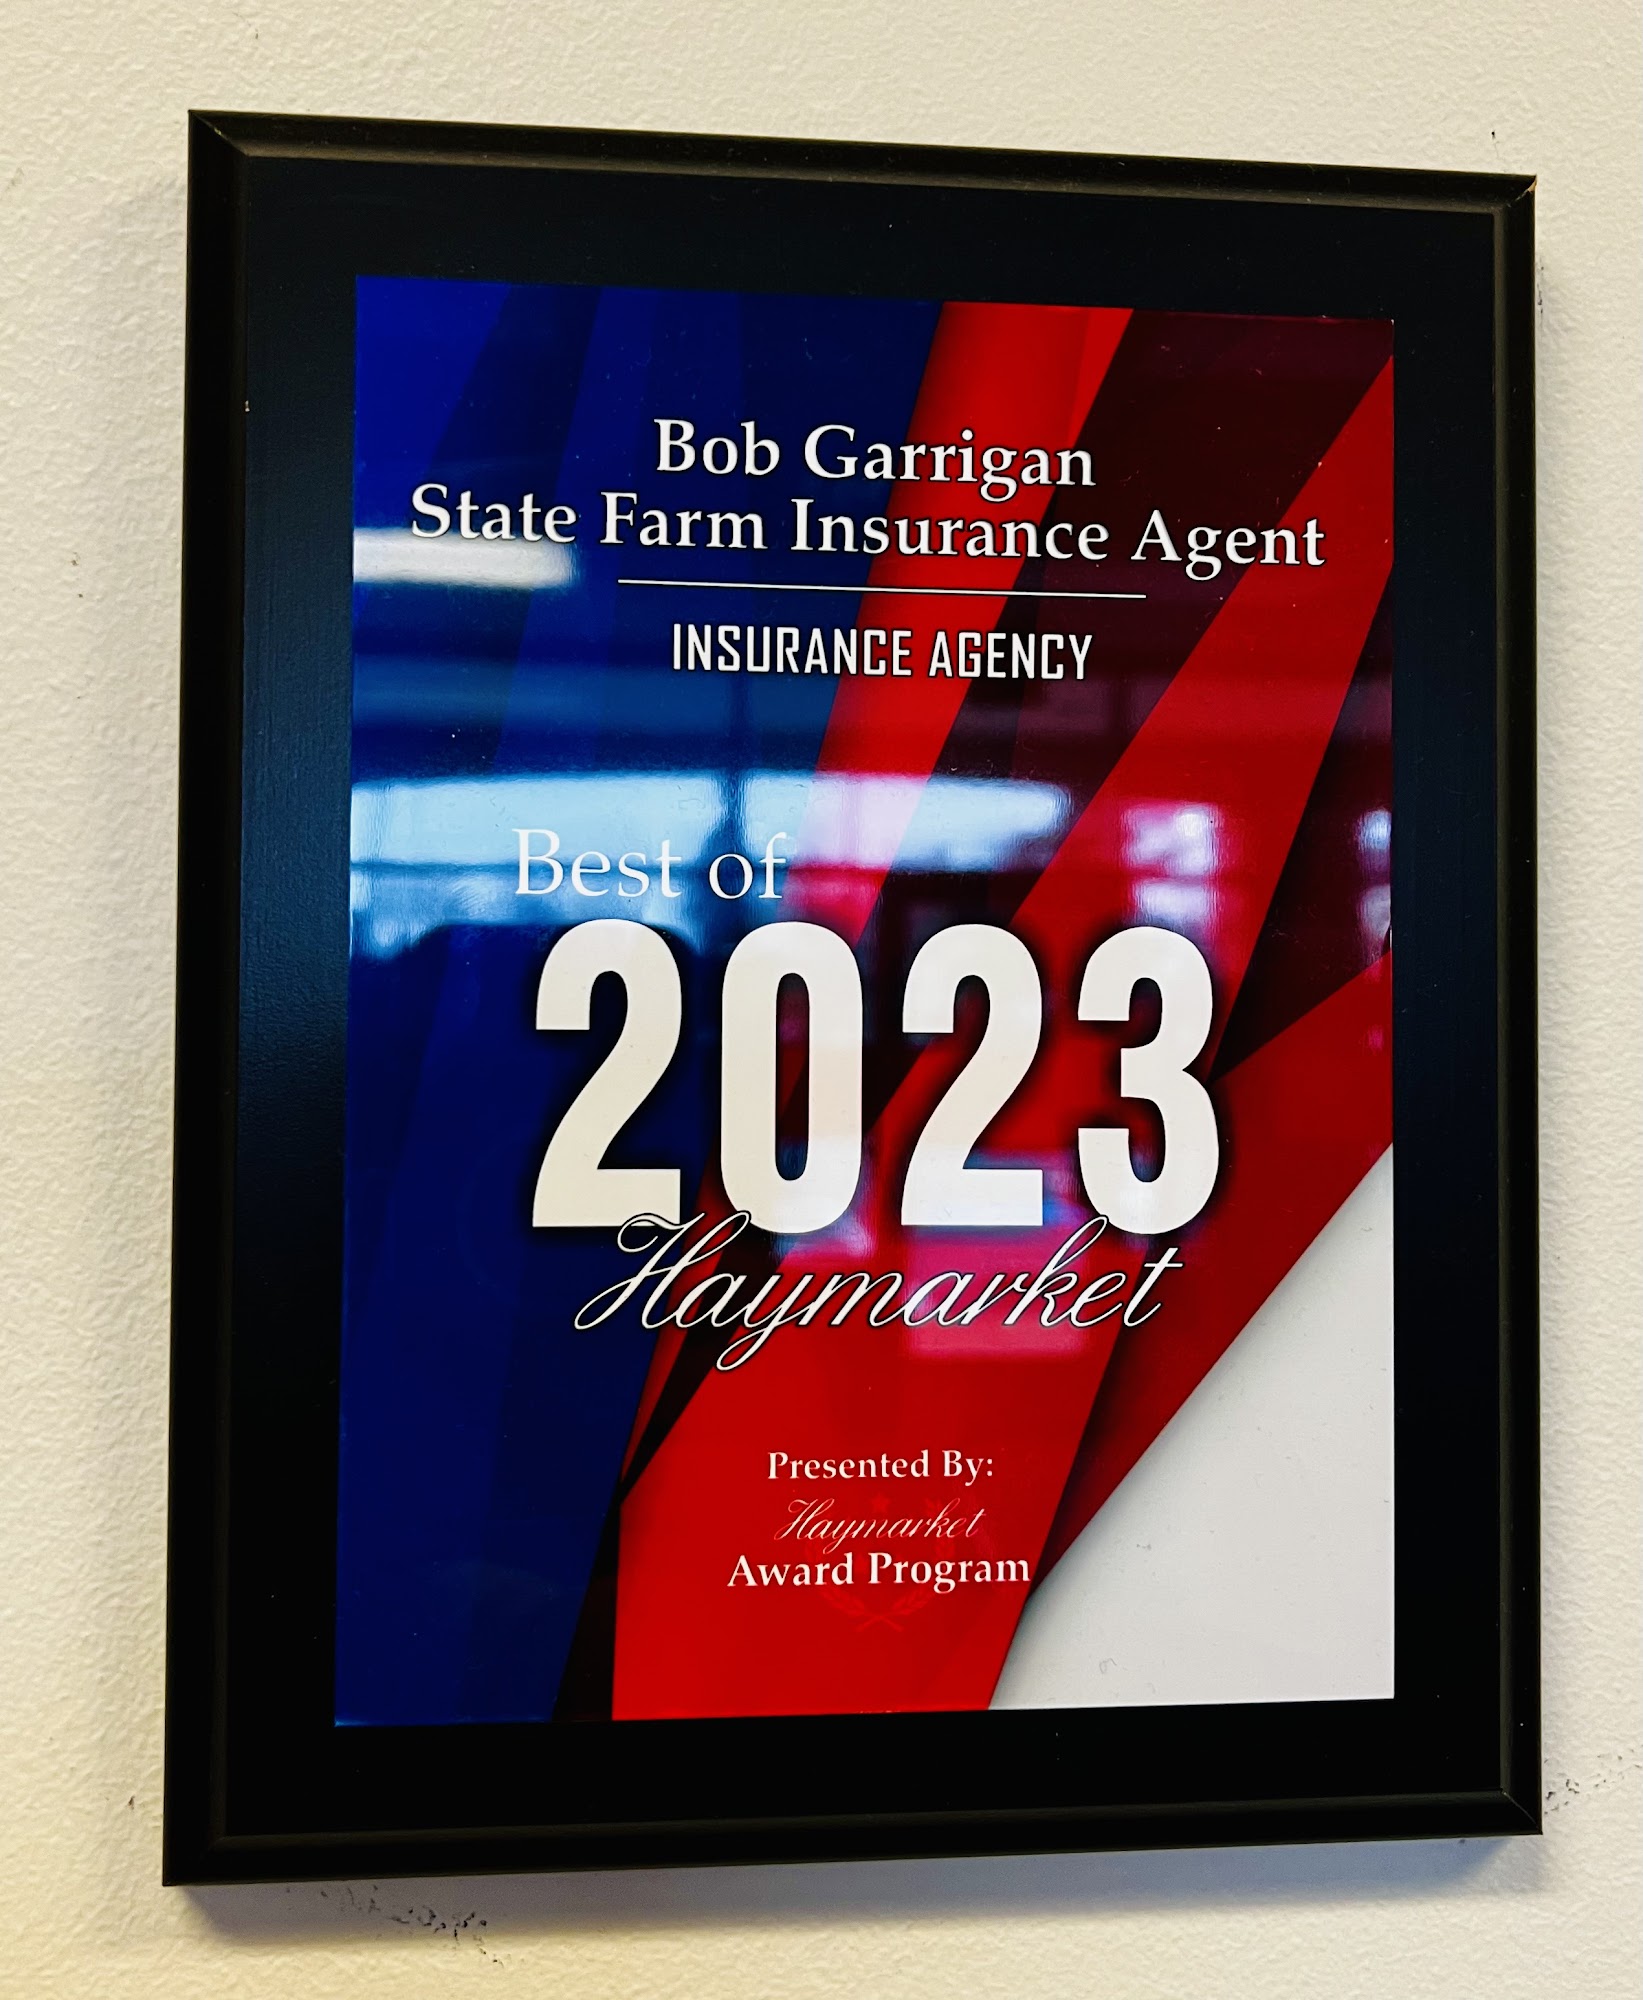 Bob Garrigan
State Farm Insurance Agent
INSURANCE AGENCY
Best of
2023
Haymarket
Presented By:
Haymarket
Award Program